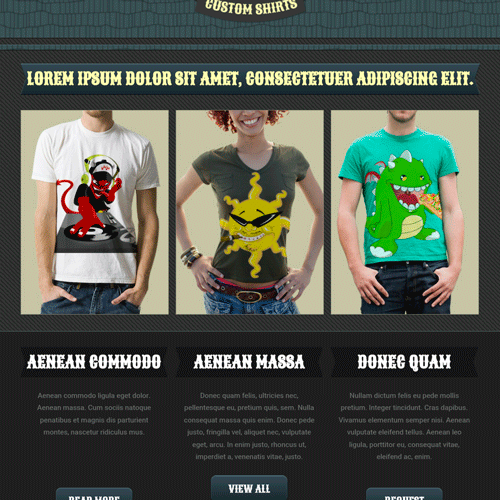 CUSTOM SHIRTS
LOREM IPSUM DOLOR SIT AMET, CONSECTETUER ADIPISCING ELIT.
AENEAN COMMODO
Aenean commodo ligula eget dolor.
Aenean massa. Cum sociis natoque
penatibus et magnis dis parturient
montes, nascetur ridiculus mus.
READ MORE
AENEAN MASSA
Donec quam felis, ultricies nec,
pellentesque eu, pretium quis, sem. Nulla
consequat massa quis enim. Donec pede
justo, fringilla vel, aliquet nec, vulputate
eget, arcu. In enim justo, rhoncus ut,
imperdiet a, venenatis vitae, justo.
VIEW ALL
DONEC QUAM
Nullam dictum felis eu pede mollis
pretium. Integer tincidunt. Cras dapibus.
Vivamus elementum semper nisi. Aenean
vulputate eleifend tellus. Aenean leo
ligula, porttitor eu, consequat vitae,
eleifend ac, enim.
REQUEST